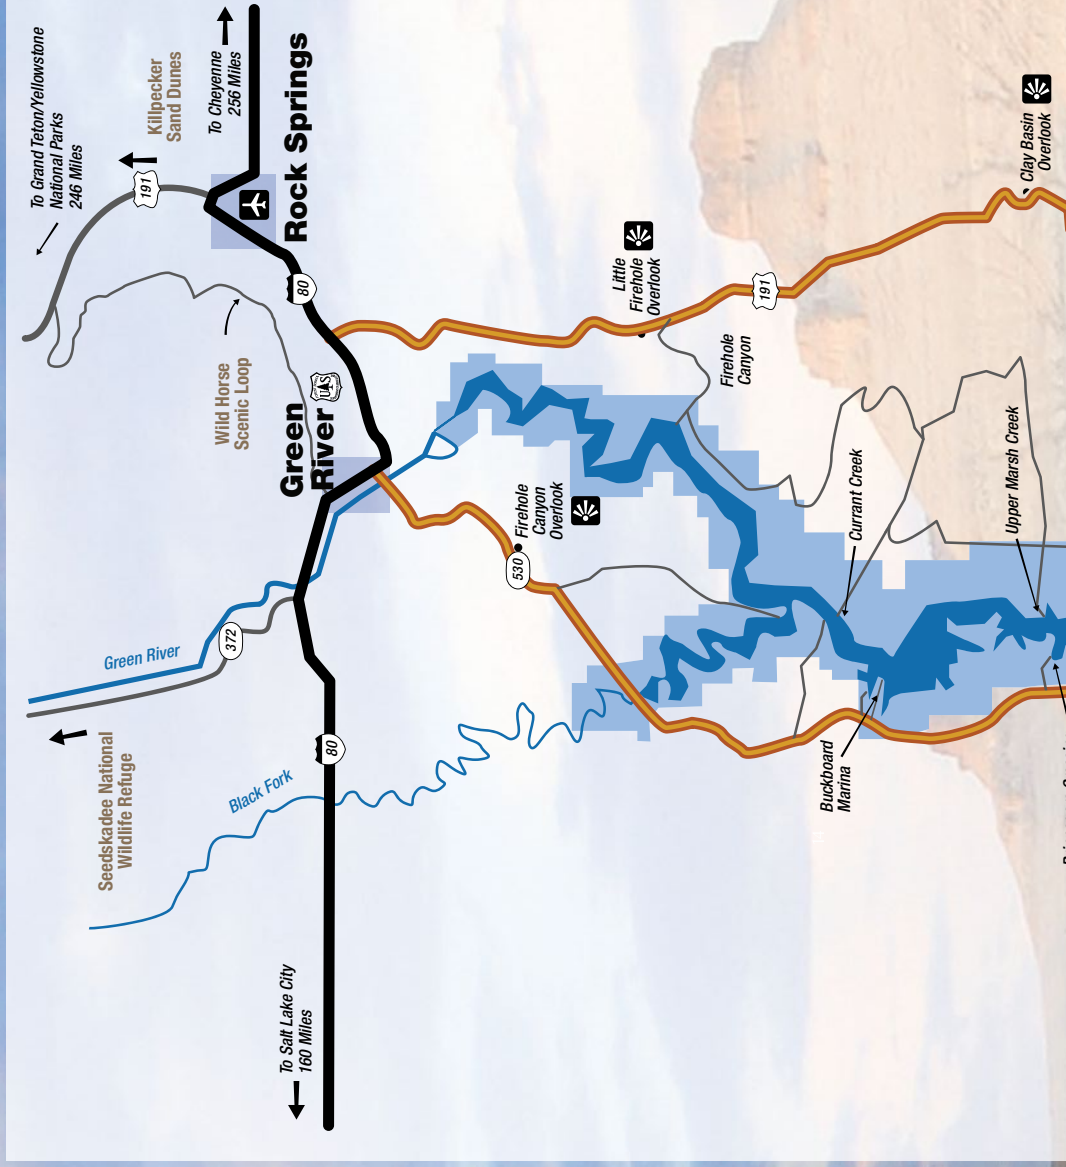 To Grand Teton/Yellowstone
National Parks
246 Miles
Killpecker
Sand Dunes
To Cheyenne
256 Miles
191
Rock Springs
80
Wild Horse
Scenic Loop
US
Green
River
Little
Firehole
Overlook
191
Clay Basin
Overlook
Firehole
Canyon
Firehole
Canyon
Overlook
530
Currant Creek
Upper Marsh Creek
372
Green River
Seedskadee National
Wildlife Refuge
80
Black Fork
Buckboard
Marina
To Salt Lake City
160 Miles